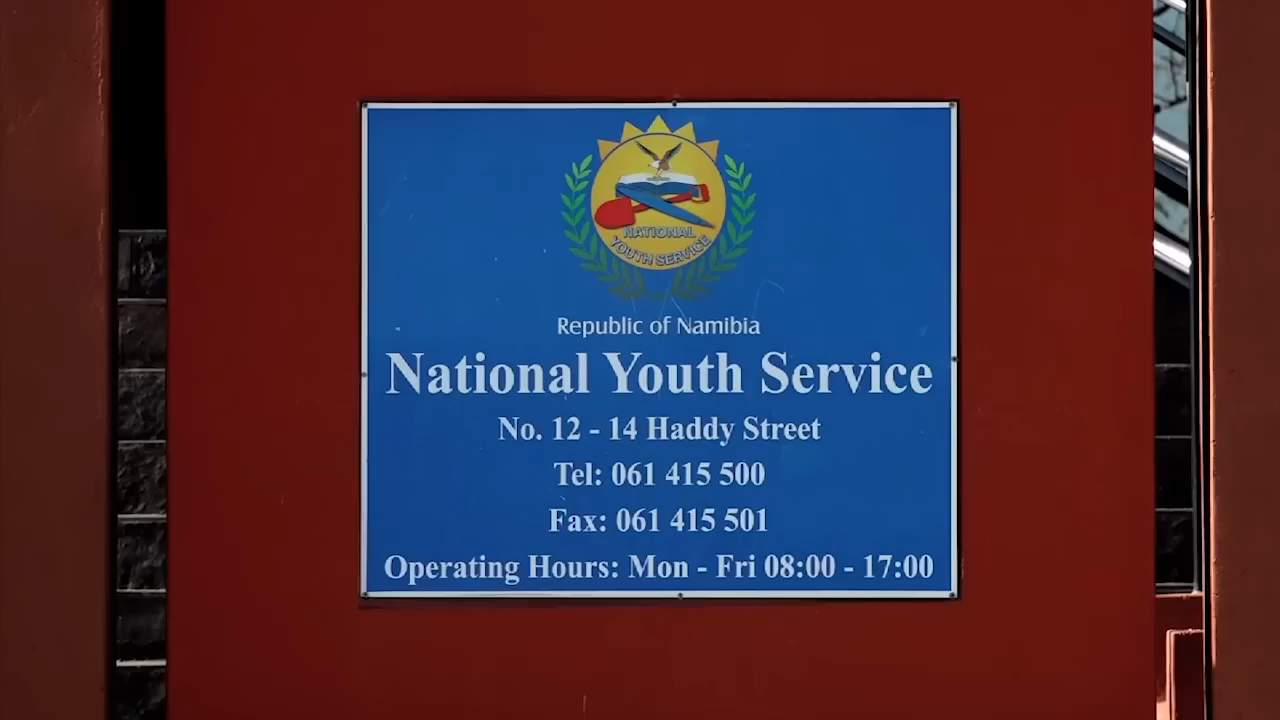 NATIONAL
YOUTH SERVICE
Republic of Namibia
National Youth Service
No. 12 - 14 Haddy Street
Tel: 061 415 500
Fax: 061 415 501
Operating Hours: Mon - Fri 08:00 - 17:00